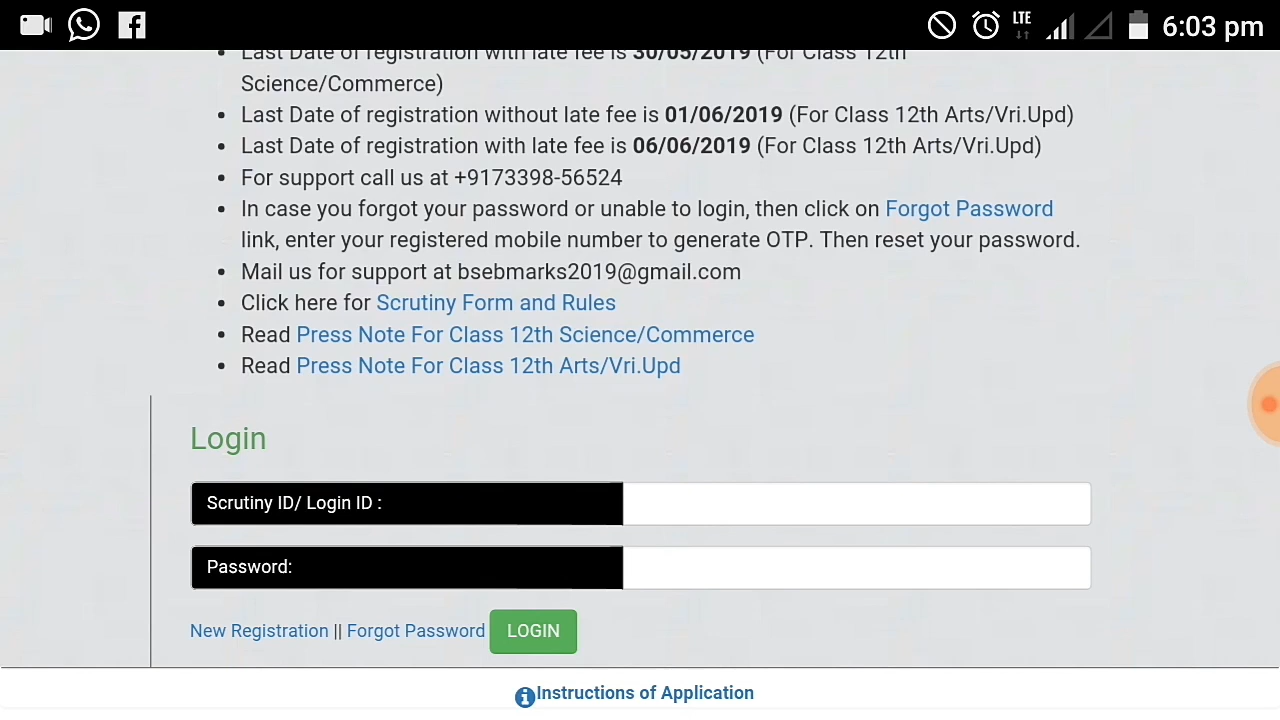 LTE 6:03 pm
Last Date of registration with late fee is 30/05/2019 (For Class 12th
Science/Commerce)
Last Date of registration without late fee is 01/06/2019 (For Class 12th Arts/Vri.Upd)
Last Date of registration with late fee is 06/06/2019 (For Class 12th Arts/Vri.Upd)
For support call us at +9173398-56524
In case you forgot your password or unable to login, then click on Forgot Password
link, enter your registered mobile number to generate OTP. Then reset your password.
Mail us for support at bsebmarks2019@gmail.com
Click here for Scrutiny Form and Rules
Read Press Note For Class 12th Science/Commerce
Read Press Note For Class 12th Arts/Vri.Upd
Login
Scrutiny ID/ Login ID :
Password:
New Registration || Forgot Password LOGIN
Instructions of Application